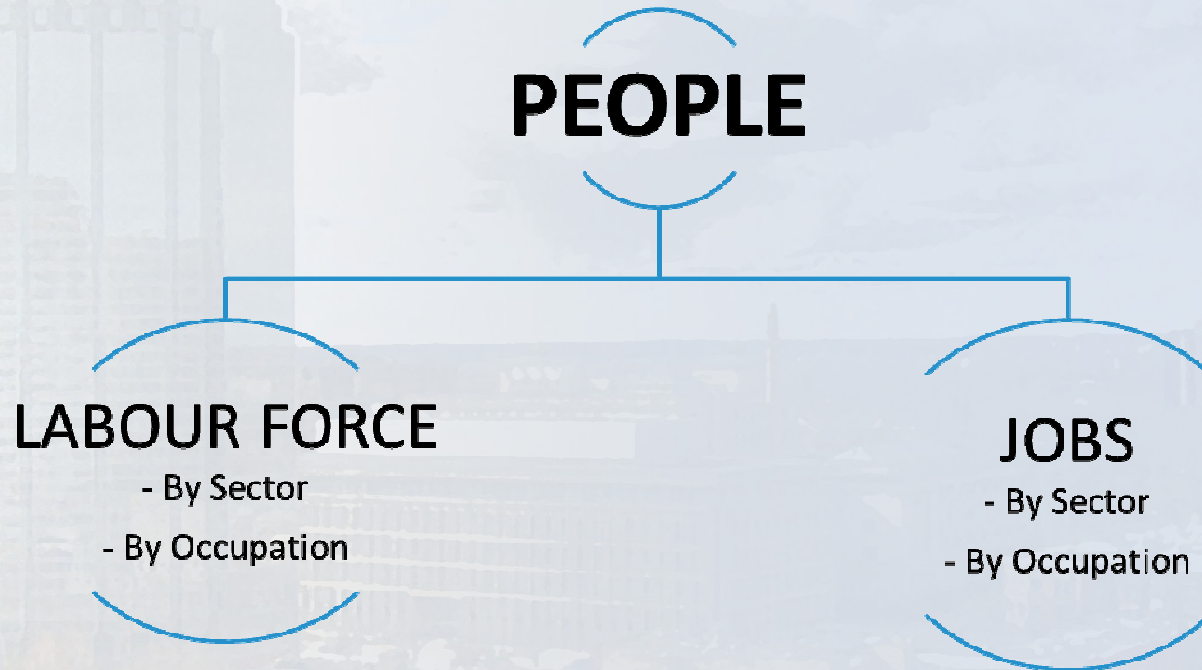 PEOPLE
LABOUR FORCE
- By Sector
- By Occupation
JOBS
- By Sector
- By Occupation